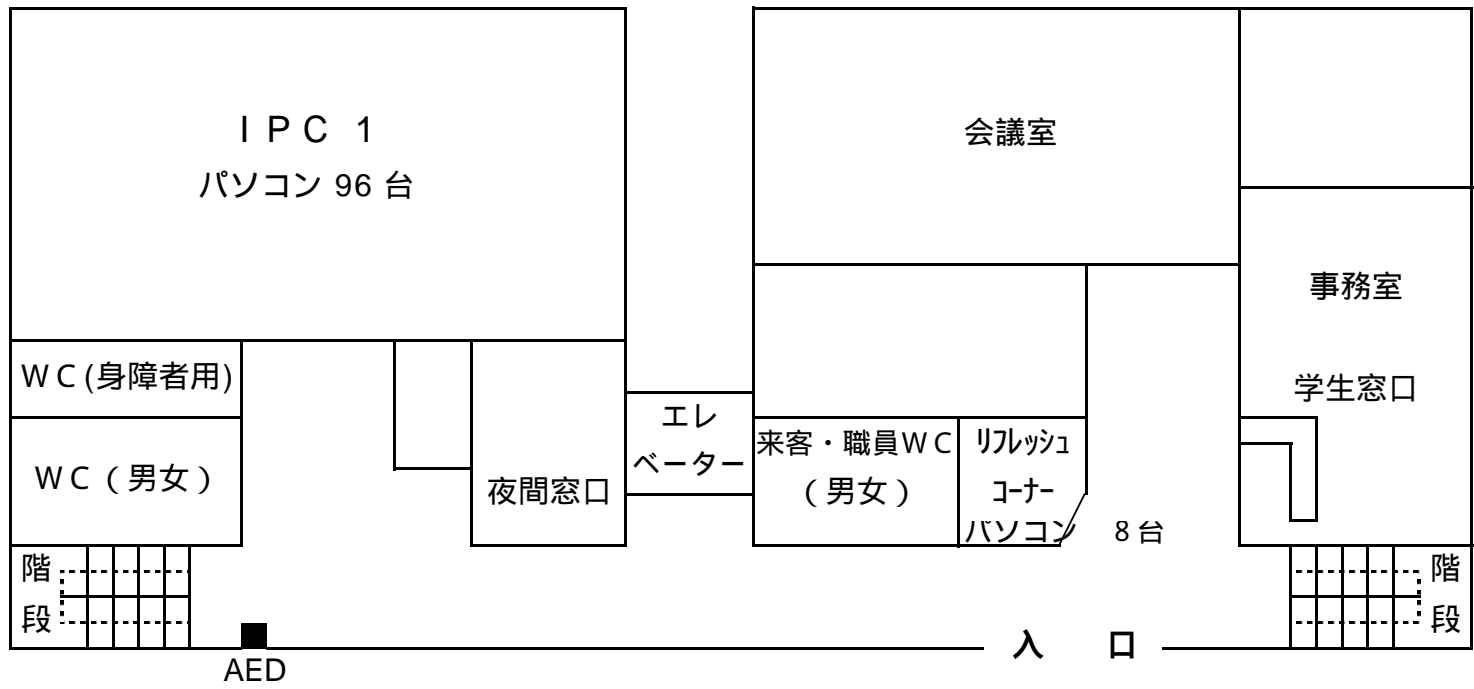 ＩＰＣ 1
パソコン 96 台
会議室
事務室
学生窓口
ＷＣ(身障者用)
ＷＣ（男女）
夜間窓口
エレ
ベーター
来客・職員ＷＣ
（男女）
ﾘﾌﾚｯｼｭ
ｺｰﾅｰ
パソコン　8 台
階
段
階
段
入　口
AED